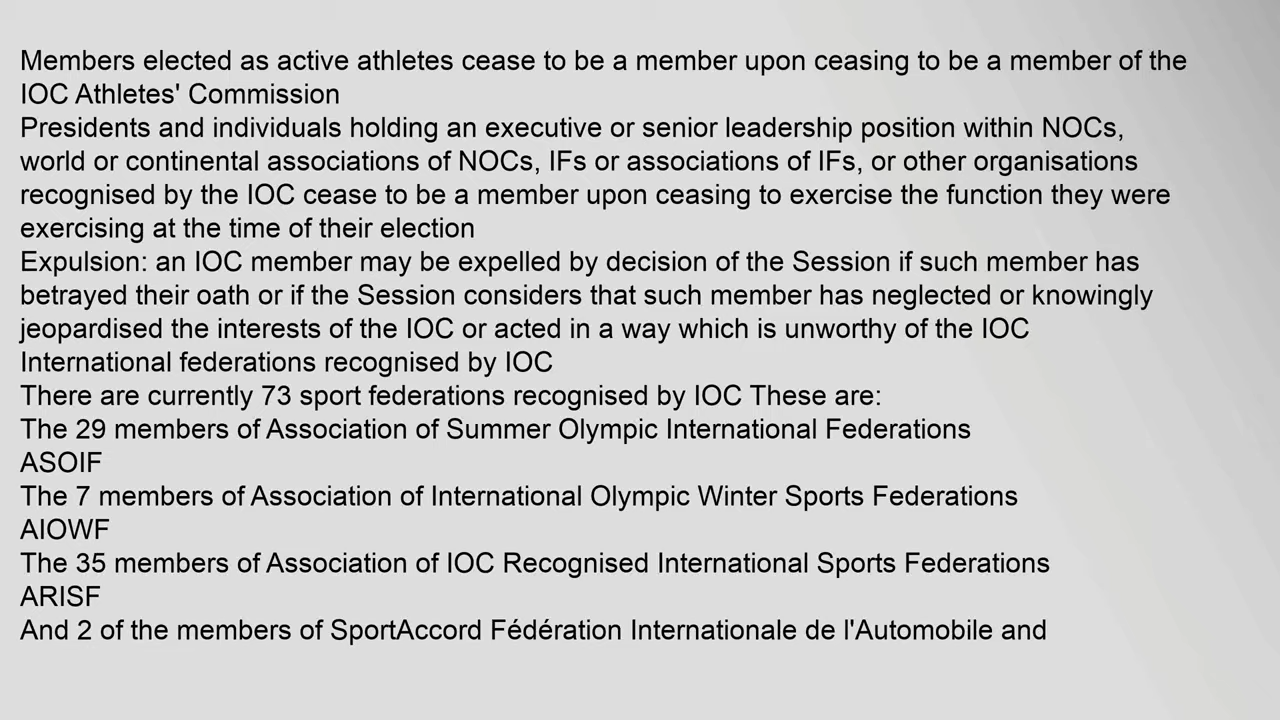 Members elected as active athletes cease to be a member upon ceasing to be a member of the
IOC Athletes' Commission
Presidents and individuals holding an executive or senior leadership position within NOCs,
world or continental associations of NOCs, IFs or associations of IFs, or other organisations
recognised by the IOC cease to be a member upon ceasing to exercise the function they were
exercising at the time of their election
Expulsion: an IOC member may be expelled by decision of the Session if such member has
betrayed their oath or if the Session considers that such member has neglected or knowingly
jeopardised the interests of the IOC or acted in a way which is unworthy of the IOC
International federations recognised by IOC
There are currently 73 sport federations recognised by IOC These are:
The 29 members of Association of Summer Olympic International Federations
ASOIF
The 7 members of Association of International Olympic Winter Sports Federations
AIOWF
The 35 members of Association of IOC Recognised International Sports Federations
ARISF
And 2 of the members of SportAccord Fédération Internationale de l'Automobile and